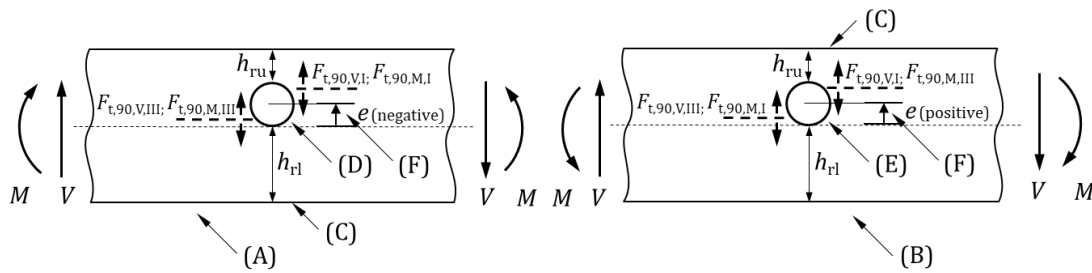 (C)
h_ru
F_t,90,V,I; F_t,90,M,I
F_t,90,V,III; F_t,90,M,III
e (negative)
(D)
(F)
h_rl
M
V
V
M
(A)
(C)
h_ru
F_t,90,V,I; F_t,90,M,III
F_t,90,V,III; F_t,90,M,I
e (positive)
(E)
(F)
h_rl
M
V
V
M
(B)